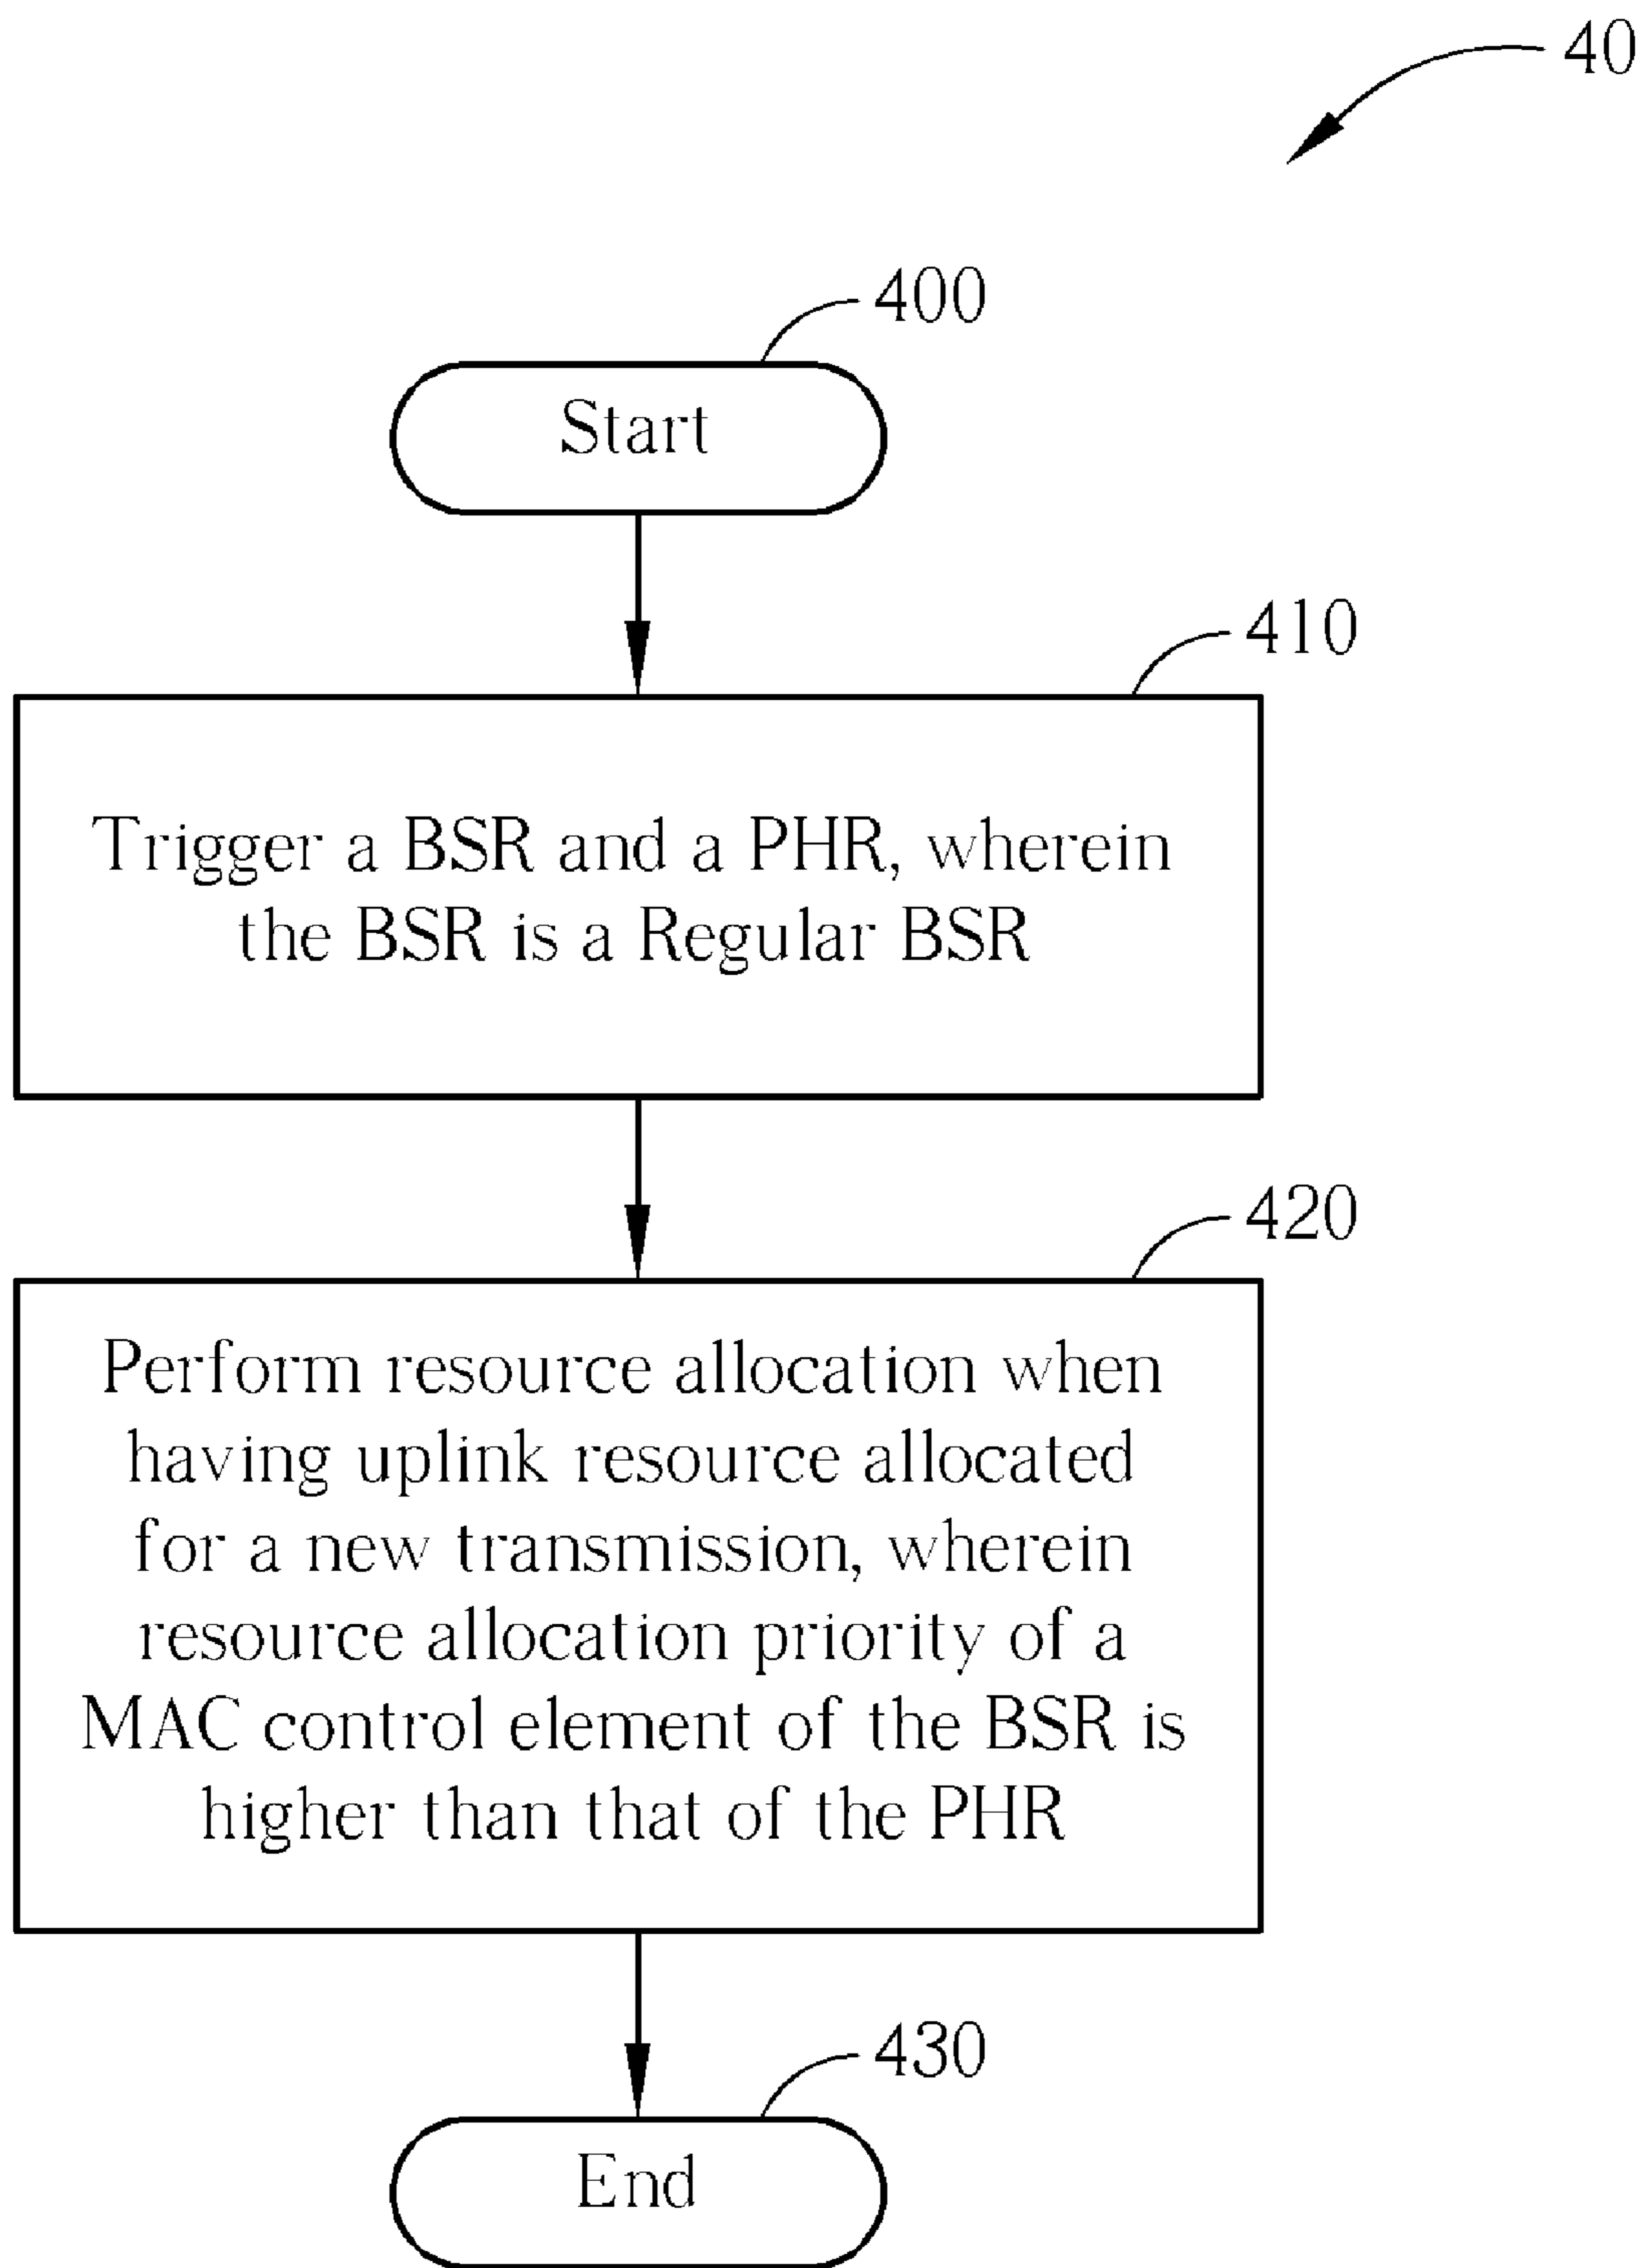 40
400
Start
410
Trigger a BSR and a PHR, wherein
the BSR is a Regular BSR
420
Perform resource allocation when
having uplink resource allocated
for a new transmission, wherein
resource allocation priority of a
MAC control element of the BSR is
higher than that of the PHR
430
End